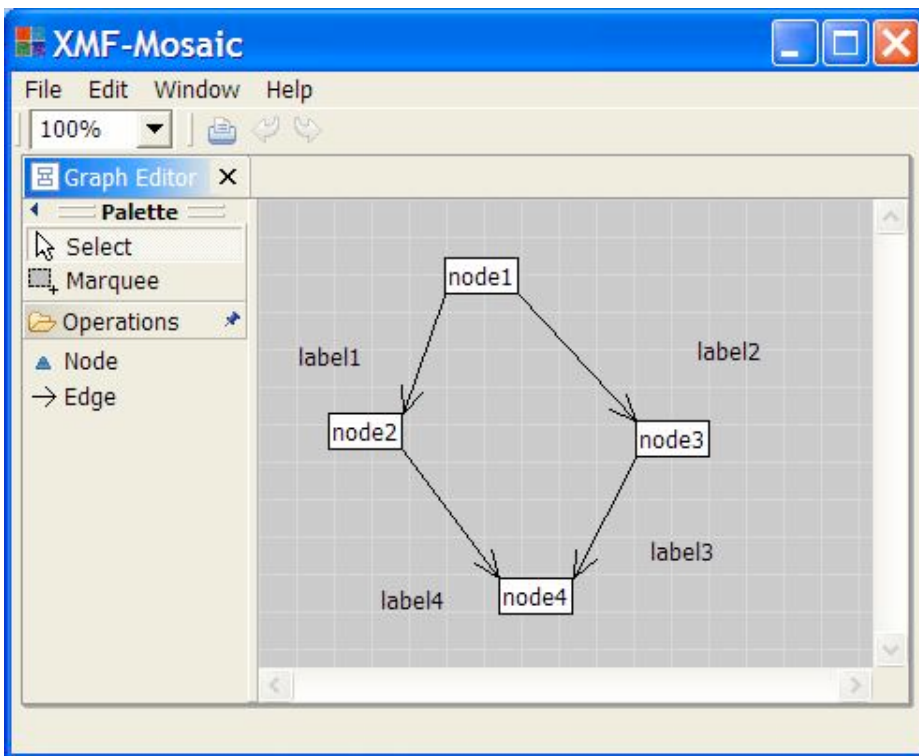 XMF-Mosaic
File Edit Window Help
100%
Graph Editor
Palette
Select
Marquee
Operations
Node
Edge
node1
label1
label2
node2
node3
label3
label4
node4